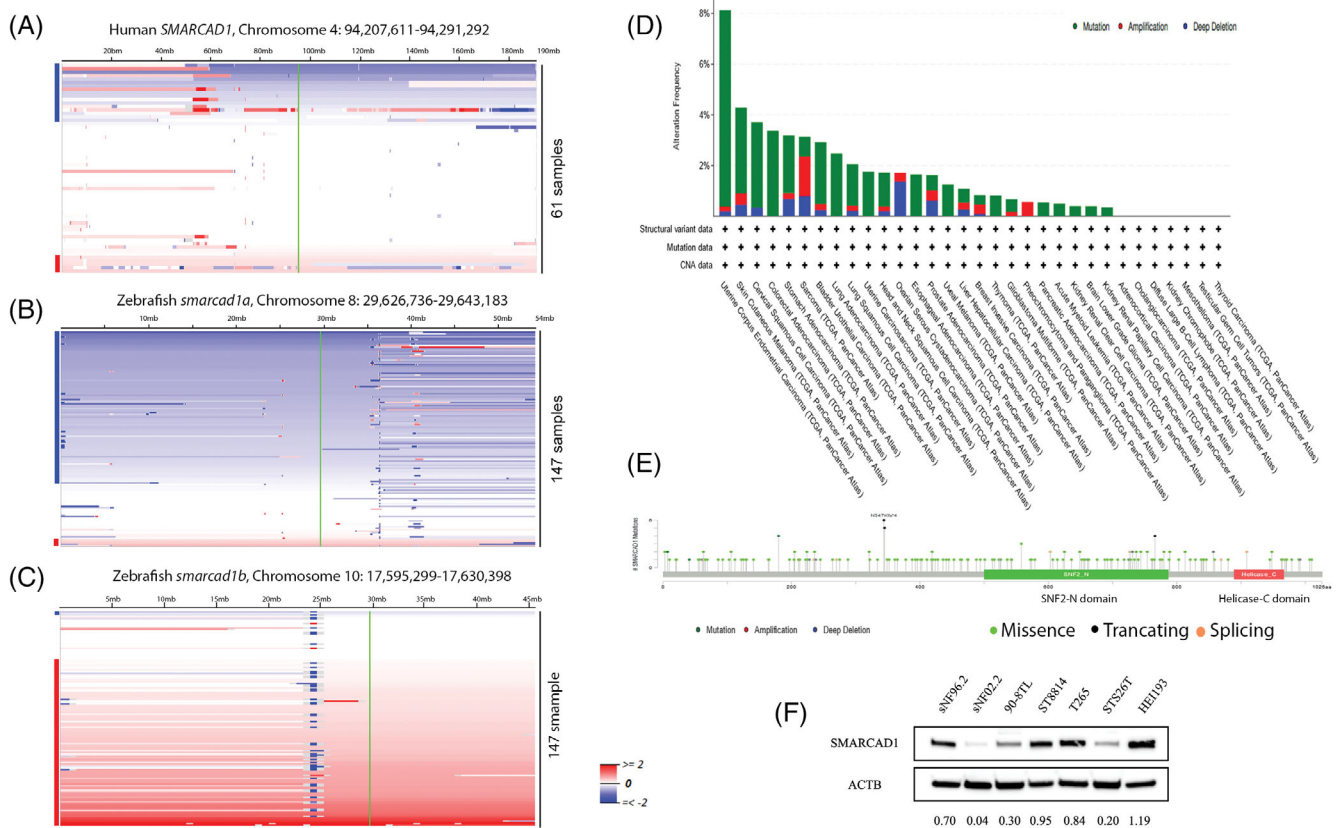 (A)
Human SMARCAD1, Chromosome 4: 94,207,611-94,291,292
20bm 40mb 60mb 80mb 100mb 120mb 140mb 160mb 180mb 190mb
61 samples
(B)
Zebrafish smarcad1a, Chromosome 8: 29,626,736-29,643,183
10mb 20mb 30mb 40mb 50mb 54mb
147 samples
(C)
Zebrafish smarcad1b, Chromosome 10: 17,595,299-17,630,398
5mb 10mb 15mb 20mb 25mb 30mb 35mb 40mb 45mb
147 smample
>= 2
0
=< -2
(D)
Mutation Amplification Deep Deletion
Alteration Frequency
8%
6%
4%
2%
Structural variant data
Mutation data
CNA data
Uterine Corpus Endometrial Carcinoma (TCGA, PanCancer Atlas)
Skin Cutaneous Melanoma (TCGA, PanCancer Atlas)
Cervical Squamous Cell Carcinoma (TCGA, PanCancer Atlas)
Colorectal Adenocarcinoma (TCGA, PanCancer Atlas)
Stomach Adenocarcinoma (TCGA, PanCancer Atlas)
Sarcoma (TCGA, PanCancer Atlas)
Bladder Urothelial Carcinoma (TCGA, PanCancer Atlas)
Lung Adenocarcinoma (TCGA, PanCancer Atlas)
Lung Squamous Cell Carcinoma (TCGA, PanCancer Atlas)
Uterine Carcinosarcoma (TCGA, PanCancer Atlas)
Head and Neck Squamous Cell Carcinoma (TCGA, PanCancer Atlas)
Ovarian Serous Cystadenocarcinoma (TCGA, PanCancer Atlas)
Esophageal Adenocarcinoma (TCGA, PanCancer Atlas)
Prostate Adenocarcinoma (TCGA, PanCancer Atlas)
Uveal Melanoma (TCGA, PanCancer Atlas)
Liver Hepatocellular Carcinoma (TCGA, PanCancer Atlas)
Breast Invasive Carcinoma (TCGA, PanCancer Atlas)
Thymoma (TCGA, PanCancer Atlas)
Glioblastoma Multiforme (TCGA, PanCancer Atlas)
Pheochromocytoma and Paraganglioma (TCGA, PanCancer Atlas)
Pancreatic Adenocarcinoma (TCGA, PanCancer Atlas)
Acute Myeloid Leukemia (TCGA, PanCancer Atlas)
Kidney Renal Clear Cell Carcinoma (TCGA, PanCancer Atlas)
Brain Lower Grade Glioma (TCGA, PanCancer Atlas)
Kidney Renal Papillary Cell Carcinoma (TCGA, PanCancer Atlas)
Adrenocortical Carcinoma (TCGA, PanCancer Atlas)
Cholangiocarcinoma (TCGA, PanCancer Atlas)
Diffuse Large B-Cell Lymphoma (TCGA, PanCancer Atlas)
Kidney Chromophobe (TCGA, PanCancer Atlas)
Mesothelioma (TCGA, PanCancer Atlas)
Testicular Germ Cell Tumors (TCGA, PanCancer Atlas)
Thyroid Carcinoma (TCGA, PanCancer Atlas)
(E)
# SMARCAD1 Mutations
SNF2_N Helicase_C
0 200 400 600 800
SNF2-N domain Helicase-C domain
Mutation Amplification Deep Deletion
Missence Trancating Splicing
(F)
sNF96.2 sNF02.2 90-8TL ST8814 T265 STS26T HEI193
SMARCAD1
ACTB
0.70 0.04 0.30 0.95 0.84 0.20 1.19